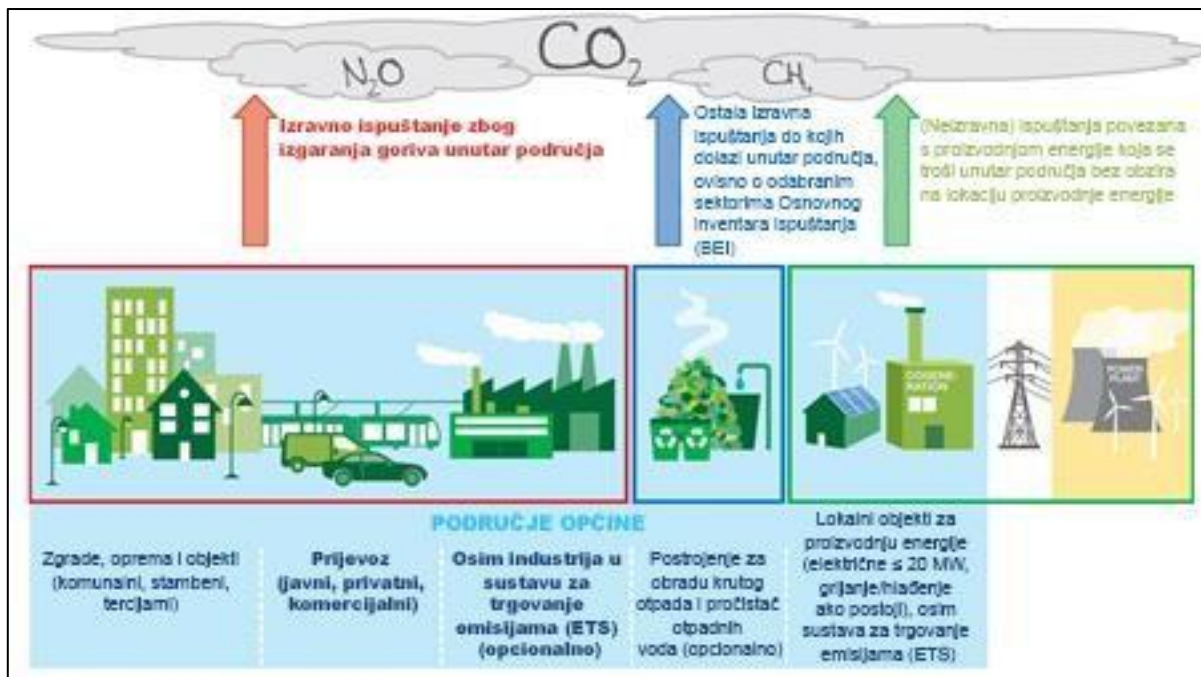 CO₂
N₂O
CH₄
Izravno ispuštanje zbog
izgaranja goriva unutar područja
Ostala izravna
ispuštanja do kojih
dolazi unutar područja,
ovisno o odabranim
sektorima Osnovnog
inventara ispuštanja
(BEI)
(Neizravna) ispuštanja povezana
s proizvodnjom energije koja se
troši unutar područja bez obzira
na lokaciju proizvodnje energije
COGENE-
RATION
POWER
PLANT
PODRUČJE OPĆINE
Zgrade, oprema i objekti
(komunalni, stambeni,
tercijarni)
Prijevoz
(javni, privatni,
komercijalni)
Osim industrija u
sustavu za
trgovanje
emisijama (ETS)
(opcionalno)
Postrojenje za
obradu krutog
otpada i pročistač
otpadnih
voda (opcionalno)
Lokalni objekti za
proizvodnju energije
(električne ≤ 20 MW,
grijanje/hlađenje
ako postoji), osim
sustava za trgovanje
emisijama (ETS)